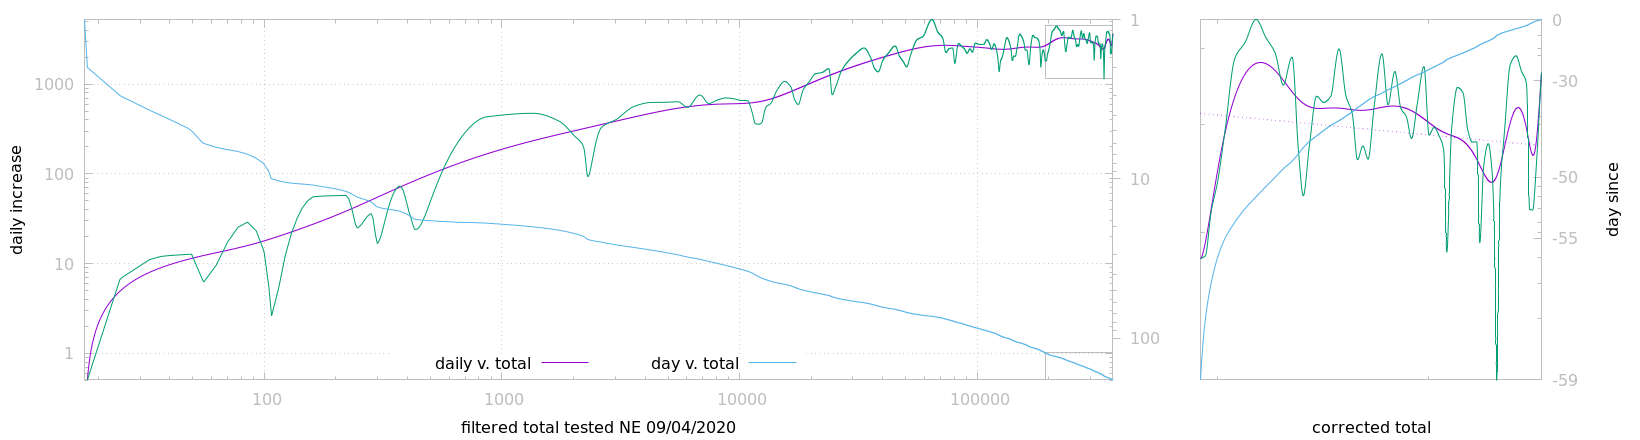 daily increase
1000
100
10
1
100
1000
10000
100000
1
10
100
daily v. total
day v. total
filtered total tested NE 09/04/2020
0
-30
-50
-55
-59
day since
corrected total